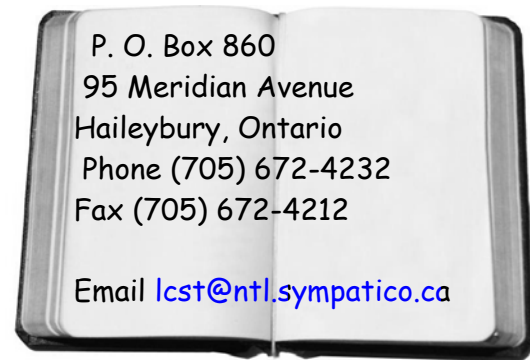 P. O. Box 860
95 Meridian Avenue
Haileybury, Ontario
Phone (705) 672-4232
Fax (705) 672-4212
Email lcst@ntl.sympatico.ca